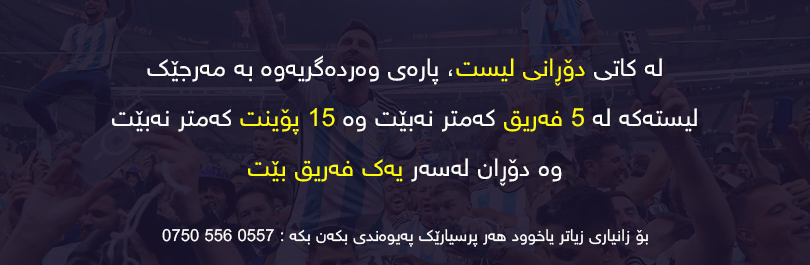 لە کاتی دۆڕانی لیست، پارەی وەردەگریەوە بە مەرجێک
لیستەکە لە 5 فەریق کەمتر نەبێت وە 15 پۆینت کەمتر نەبێت
وە دۆڕان لەسەر یەک فەریق بێت
بۆ زانیاری زیاتر یاخوود هەر پرسیارێک پەیوەندی بکەن بکە : 0557 556 0750